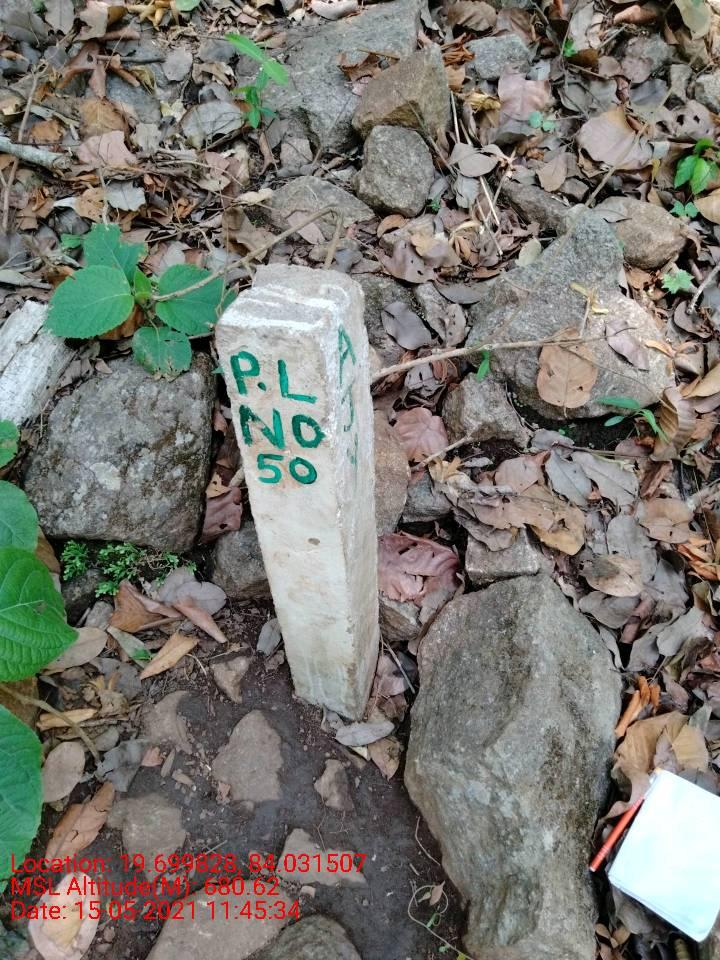 P.L
NO
50
Location: 19.699828, 84.031507
MSL Altitude(M) 680.62
Date: 15 05 2021 11:45:34